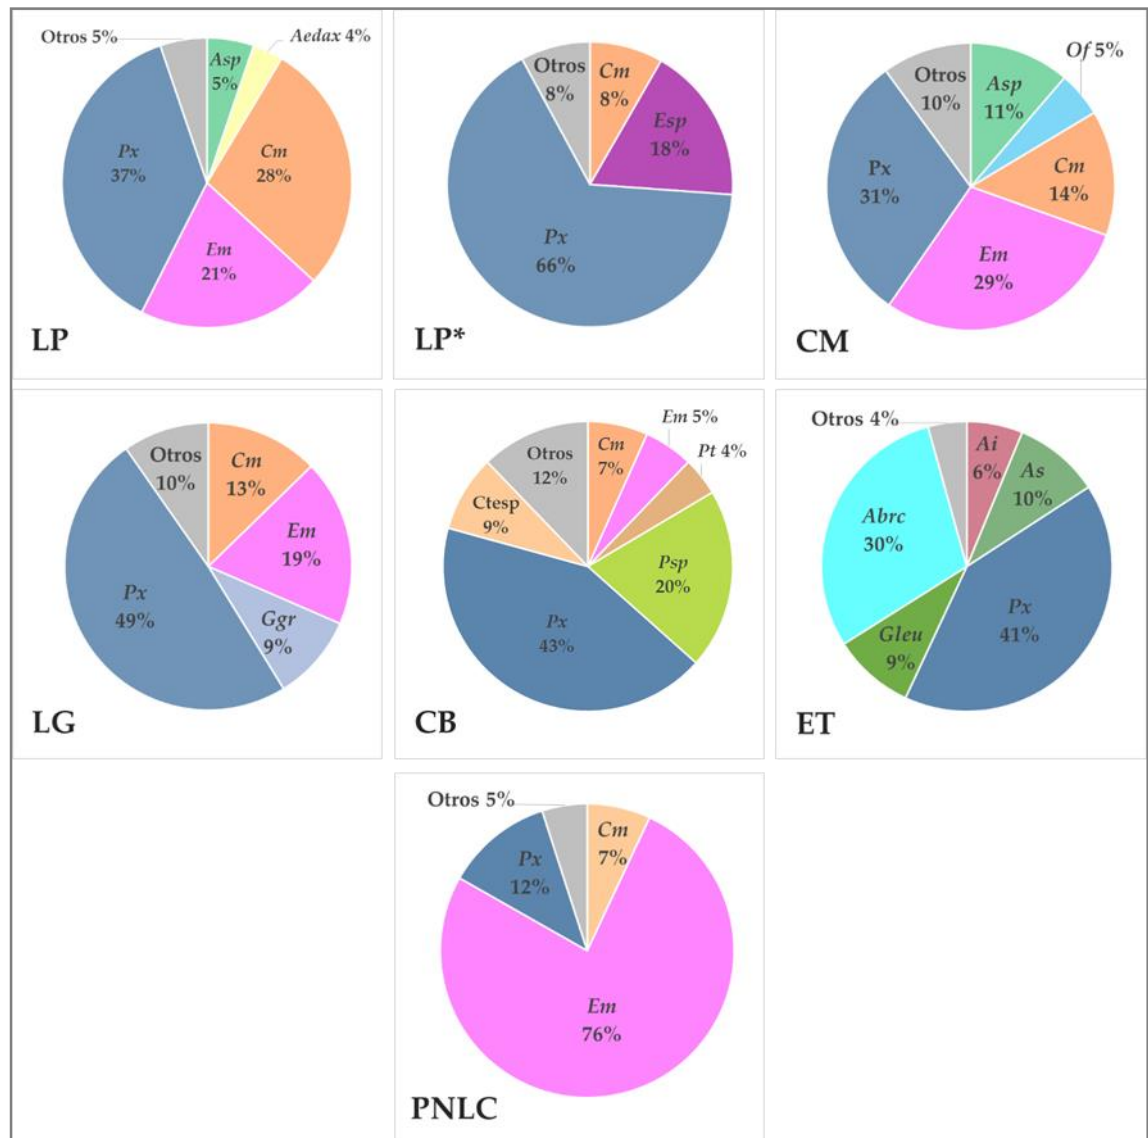 Otros 5%
Aedax 4%
Asp
5%
Px
37%
Cm
28%
Em
21%
LP
Otros
8%
Cm
8%
Esp
18%
Px
66%
LP*
Otros
10%
Asp
11%
Of 5%
Px
31%
Cm
14%
Em
29%
CM
Otros
10%
Cm
13%
Em
19%
Px
49%
Ggr
9%
LG
Otros
12%
Cm
7%
Em 5%
Pt 4%
Ctesp
9%
Psp
20%
Px
43%
CB
Otros 4%
Ai
6%
As
10%
Abrc
30%
Px
41%
Gleu
9%
ET
Otros 5%
Cm
7%
Px
12%
Em
76%
PNLC